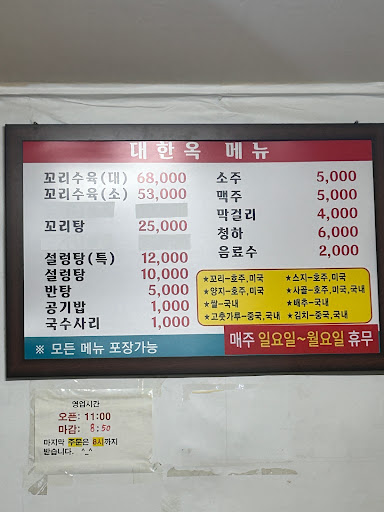 대한옥 메뉴
꼬리수육(대) 68,000
꼬리수육(소) 53,000
꼬리탕 25,000
설렁탕(특) 12,000
설렁탕 10,000
반탕 5,000
공기밥 1,000
국수사리 1,000
※ 모든 메뉴 포장가능
소주 5,000
맥주 5,000
막걸리 4,000
청하 6,000
음료수 2,000
★꼬리-호주,미국 ★스지-호주,미국
★양지-호주,미국 ★사골-호주,미국,국내
★쌀-국내 ★배추-국내
★고춧가루-중국,국내 ★김치-중국,국내
매주 일요일~월요일 휴무
영업시간
오픈: 11:00
마감: 8:50
마지막 주문은 8시까지
받습니다. ^_^